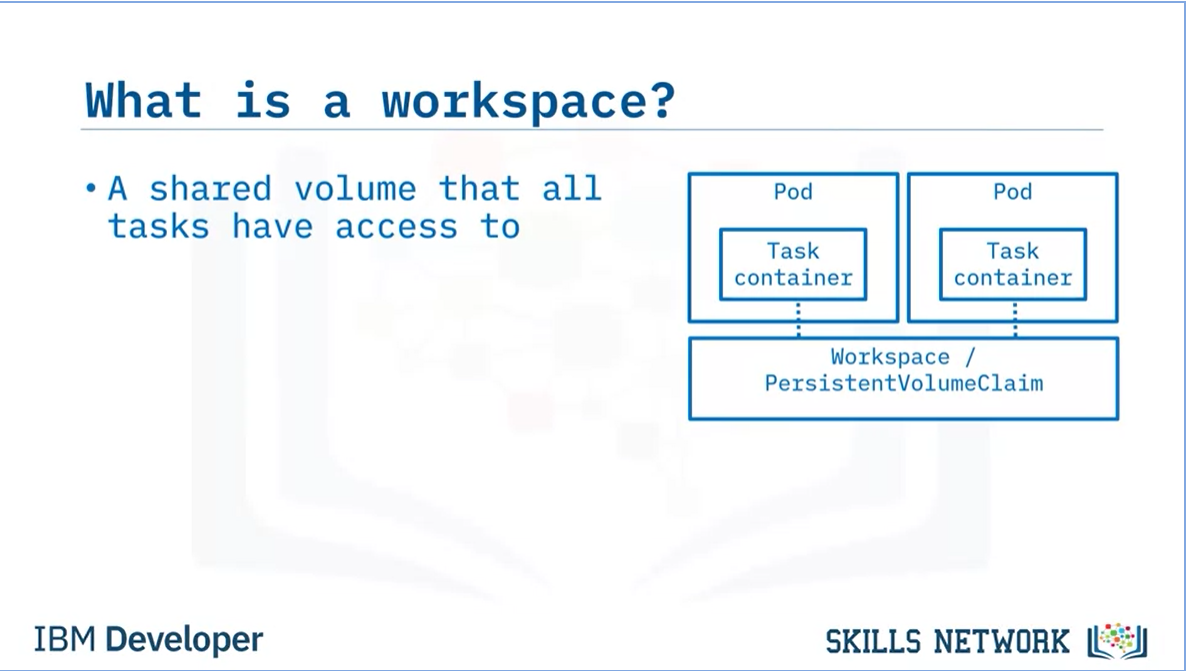 What is a workspace?
• A shared volume that all
tasks have access to
Pod
Task
container
Pod
Task
container
Workspace /
PersistentVolumeClaim
IBM Developer
SKILLS NETWORK